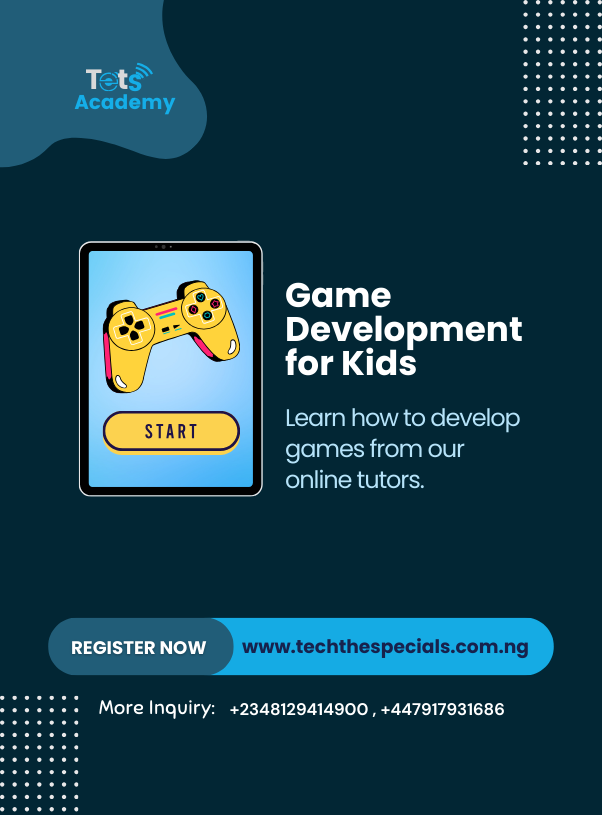 Tets
Academy
Game
Development
for Kids
Learn how to develop
games from our
online tutors.
START
REGISTER NOW www.techthespecials.com.ng
More Inquiry: +2348129414900 , +447917931686